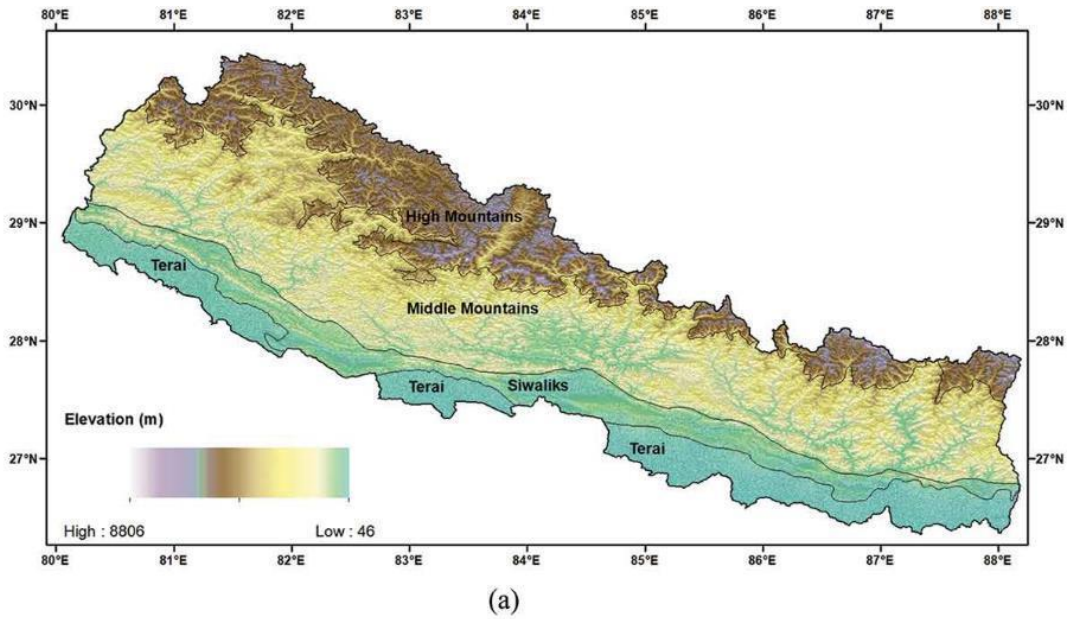 80°E 81°E 82°E 83°E 84°E 85°E 86°E 87°E 88°E
30°N 30°N
High Mountains
29°N 29°N
Terai
Middle Mountains
28°N 28°N
Terai Siwaliks
Elevation (m)
Terai
27°N 27°N
High : 8806 Low : 46
80°E 81°E 82°E 83°E 84°E 85°E 86°E 87°E 88°E
(a)